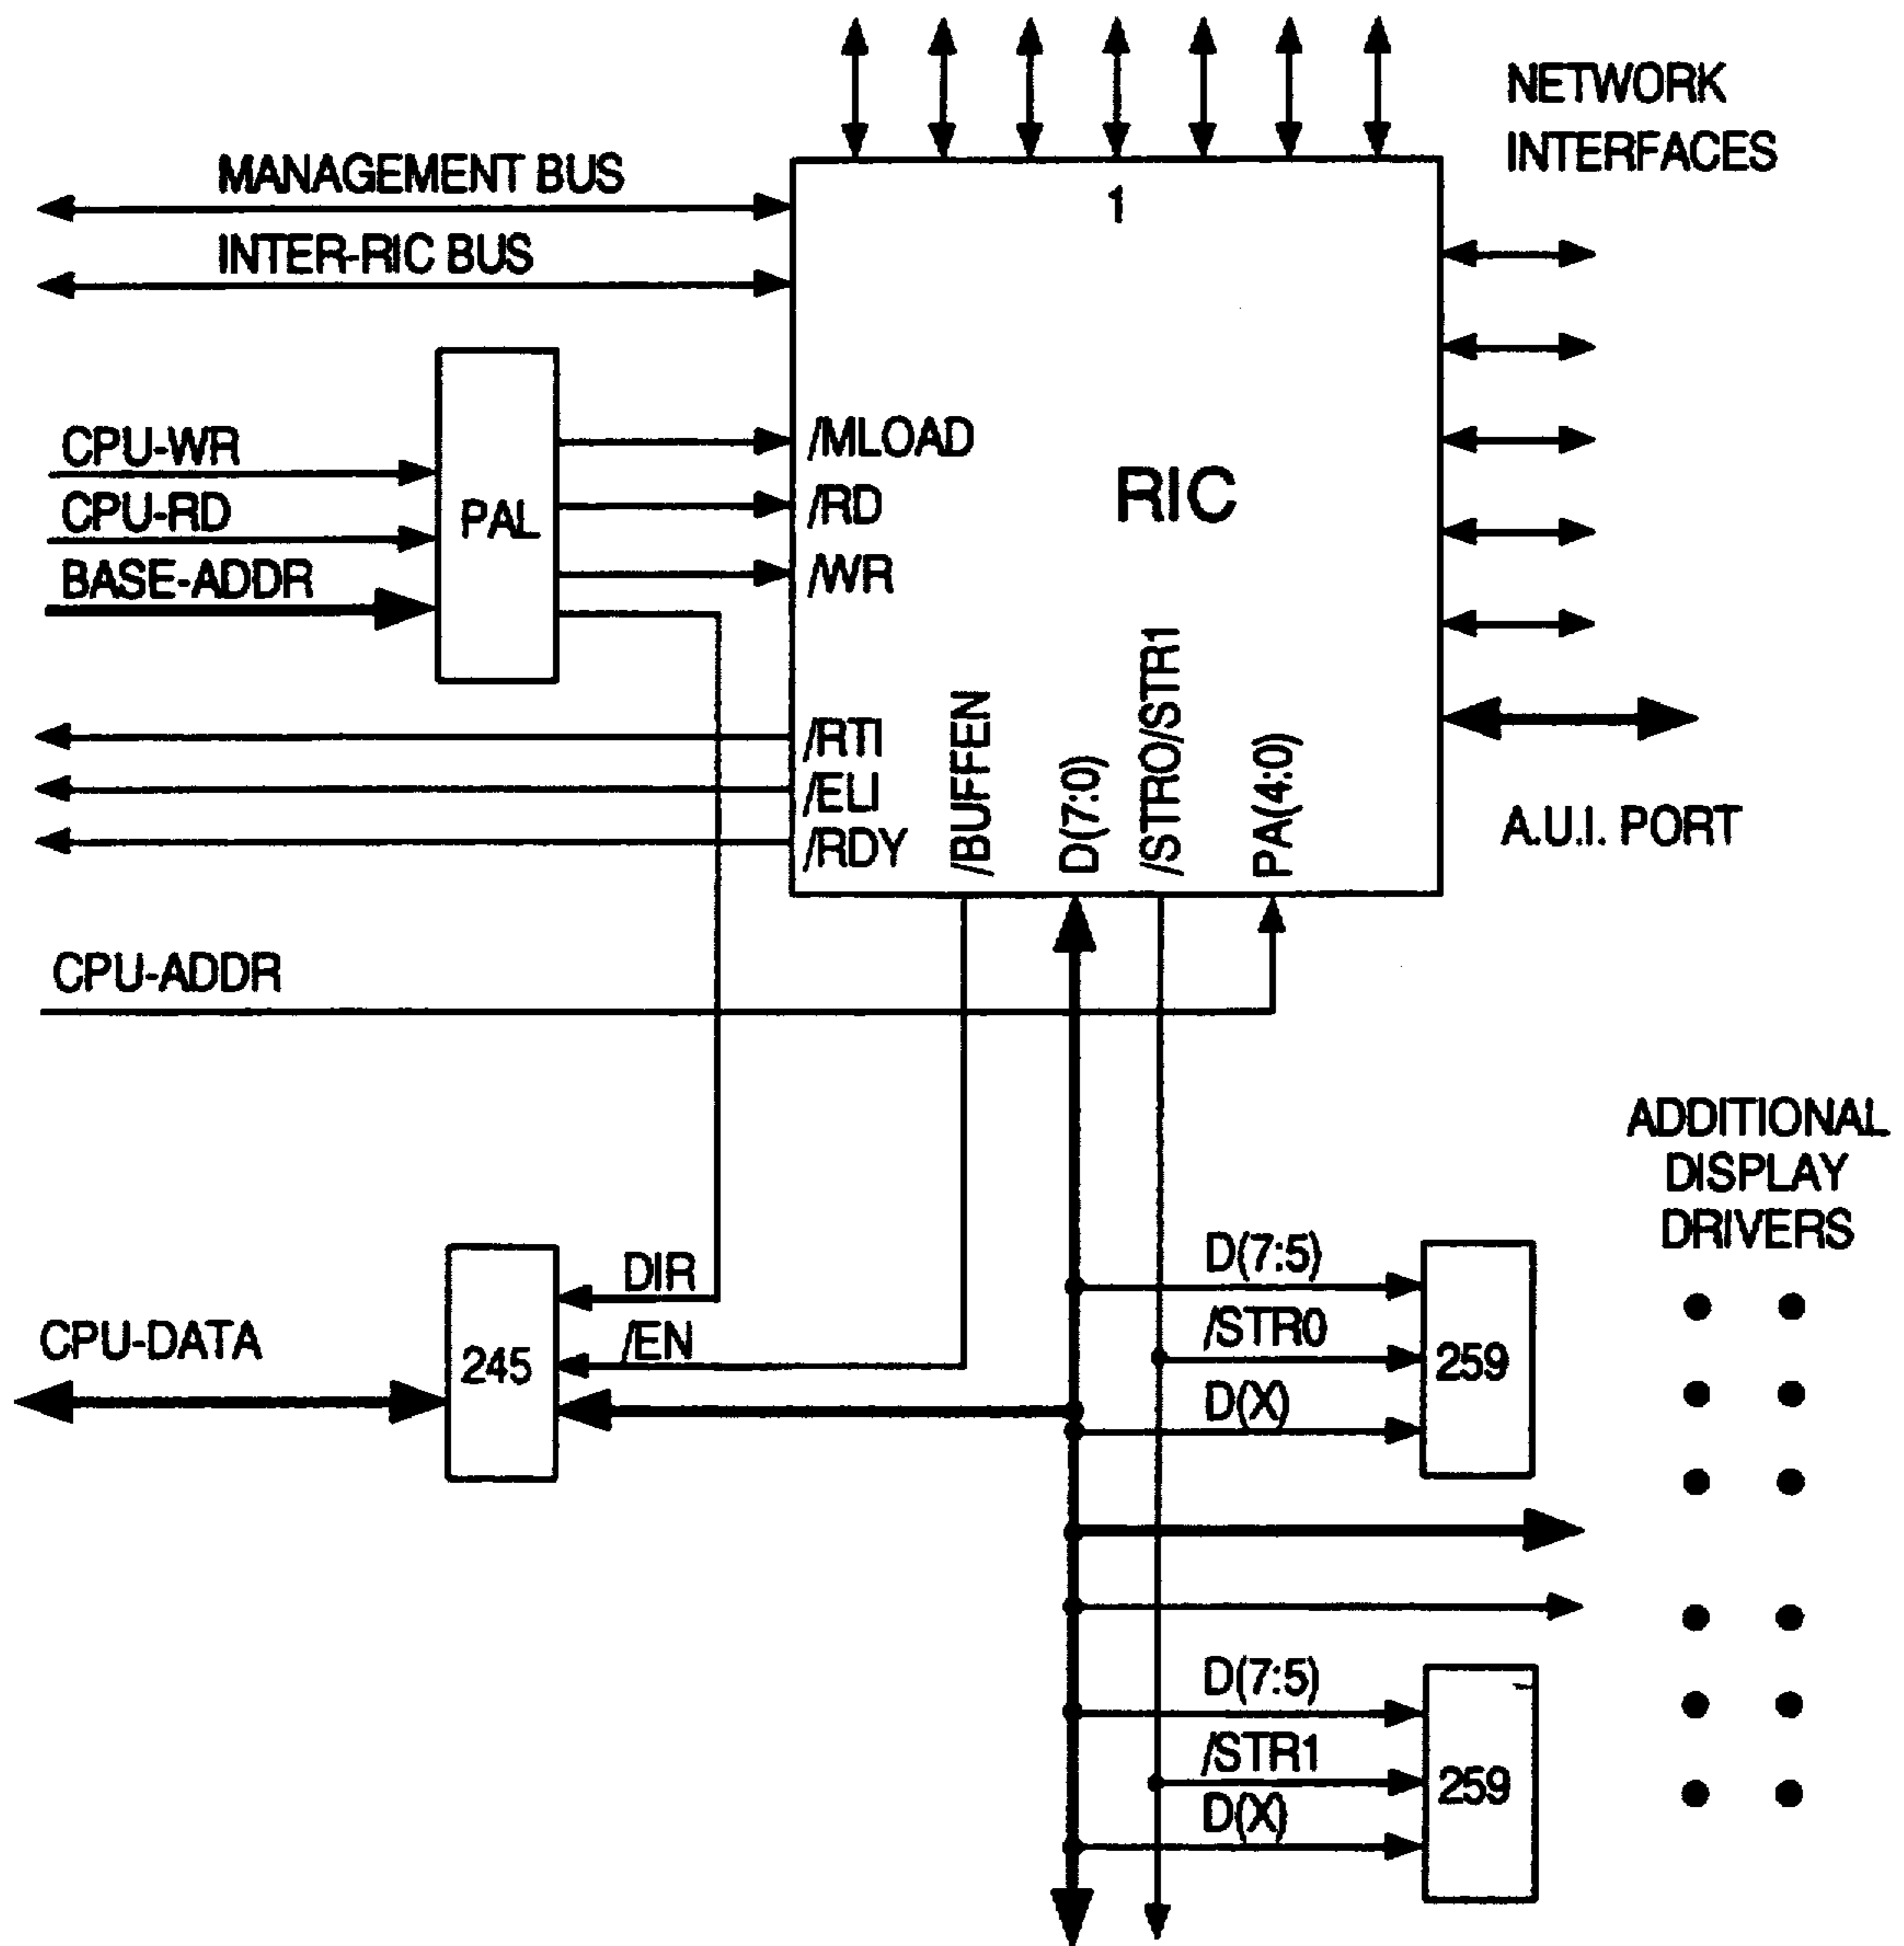 NETWORK
INTERFACES
MANAGEMENT BUS
1
INTER-RIC BUS
CPU-WR
CPU-RD
BASE-ADDR
PAL
/MLOAD
/RD
/WR
RIC
/RTI
/ELI
/RDY
/BUFFEN
D(7:0)
/STRO/STR1
PA(4:0)
A.U.I. PORT
CPU-ADDR
ADDITIONAL
DISPLAY
DRIVERS
DIR
/EN
CPU-DATA
245
D(7:5)
/STR0
D(X)
259
D(7:5)
/STR1
D(X)
259